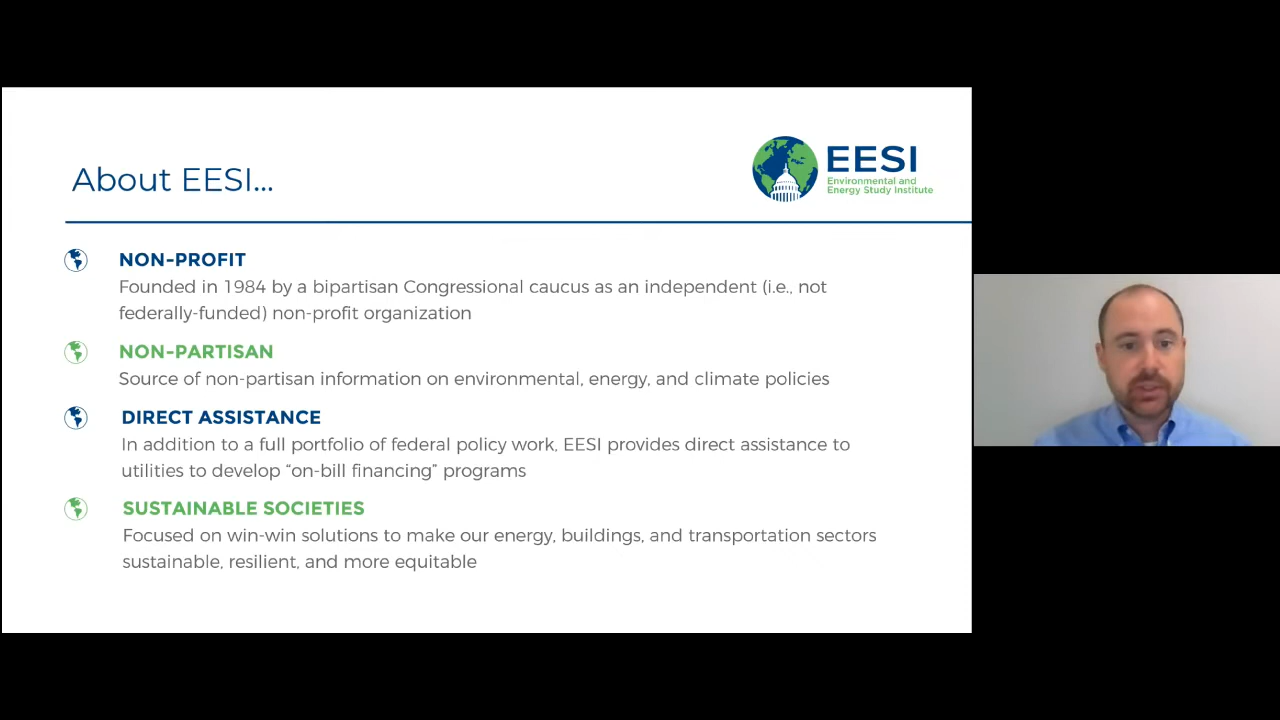 About EESI...
EESI
Environmental and
Energy Study Institute
NON-PROFIT
Founded in 1984 by a bipartisan Congressional caucus as an independent (i.e., not
federally-funded) non-profit organization
NON-PARTISAN
Source of non-partisan information on environmental, energy, and climate policies
DIRECT ASSISTANCE
In addition to a full portfolio of federal policy work, EESI provides direct assistance to
utilities to develop “on-bill financing” programs
SUSTAINABLE SOCIETIES
Focused on win-win solutions to make our energy, buildings, and transportation sectors
sustainable, resilient, and more equitable